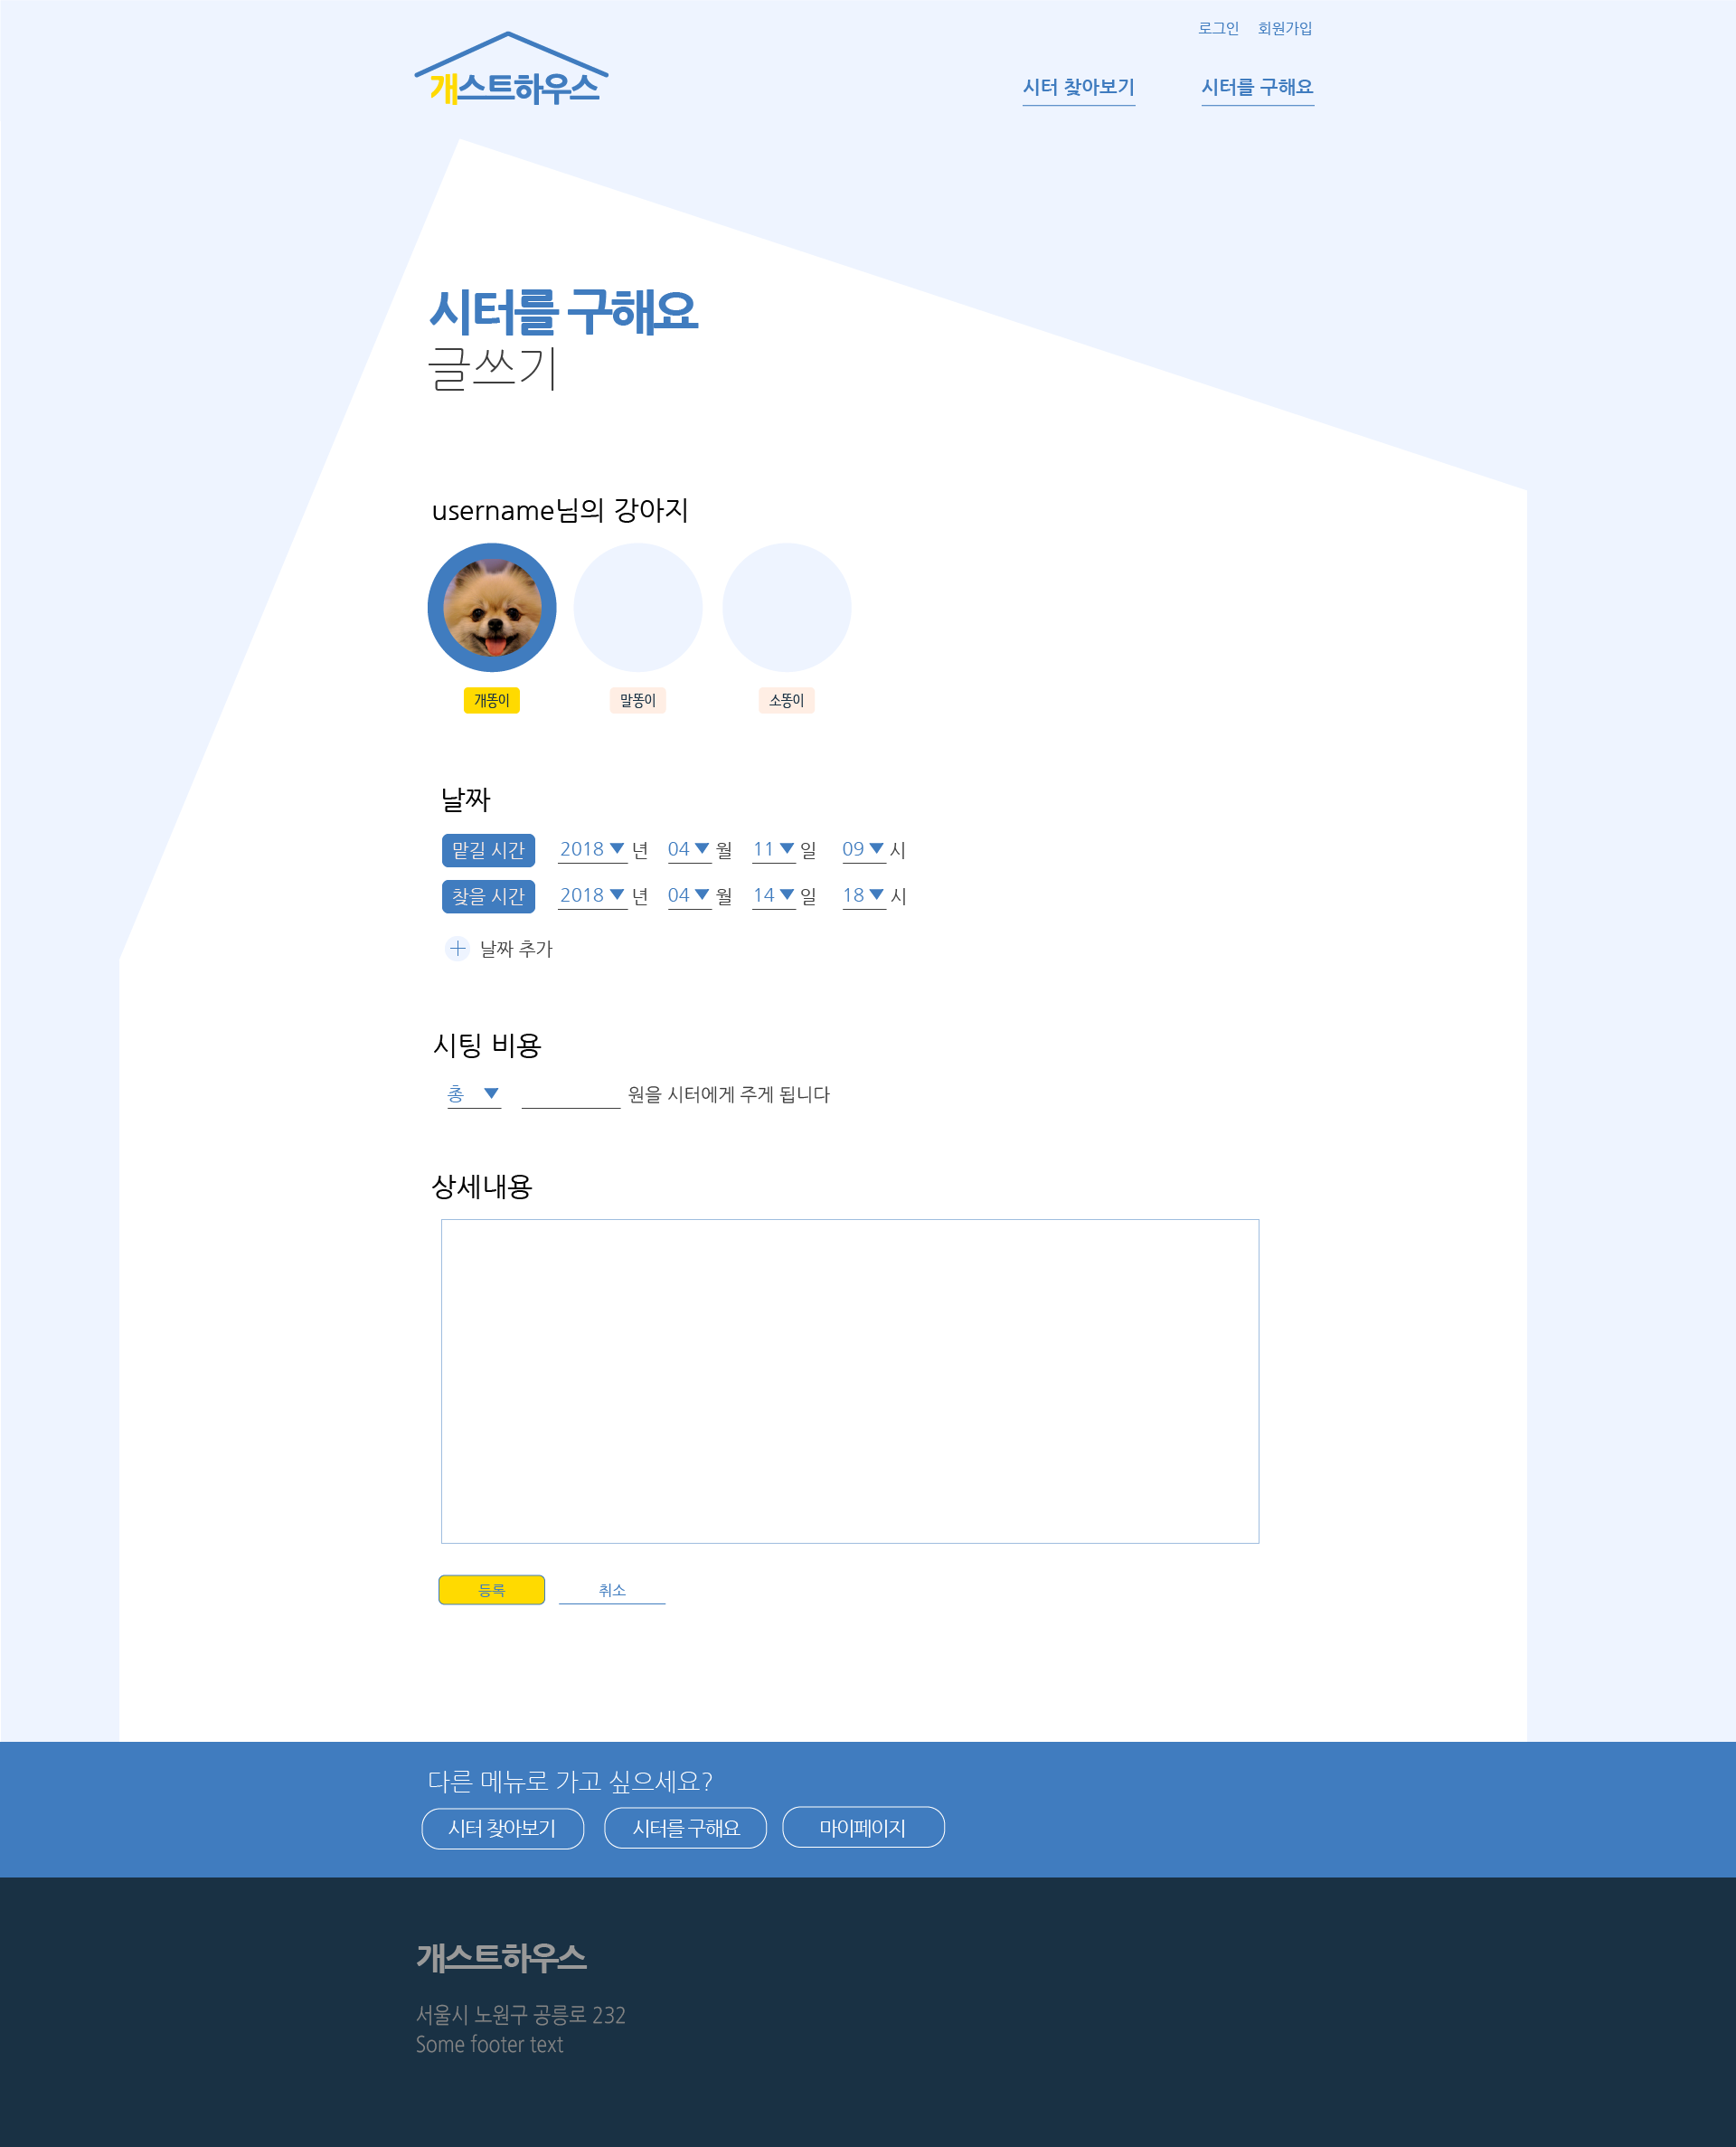 로그인 회원가입
개스트하우스
시터 찾아보기 시터를 구해요
시터를 구해요
글쓰기
username님의 강아지
개똥이 말똥이 소똥이
날짜
맡길 시간 2018 ▼ 년 04 ▼ 월 11 ▼ 일 09 ▼ 시
찾을 시간 2018 ▼ 년 04 ▼ 월 14 ▼ 일 18 ▼ 시
+ 날짜 추가
시팅 비용
총 ▼ 원을 시터에게 주게 됩니다
상세내용
등록 취소
다른 메뉴로 가고 싶으세요?
시터 찾아보기 시터를 구해요 마이페이지
개스트하우스
서울시 노원구 공릉로 232
Some footer text